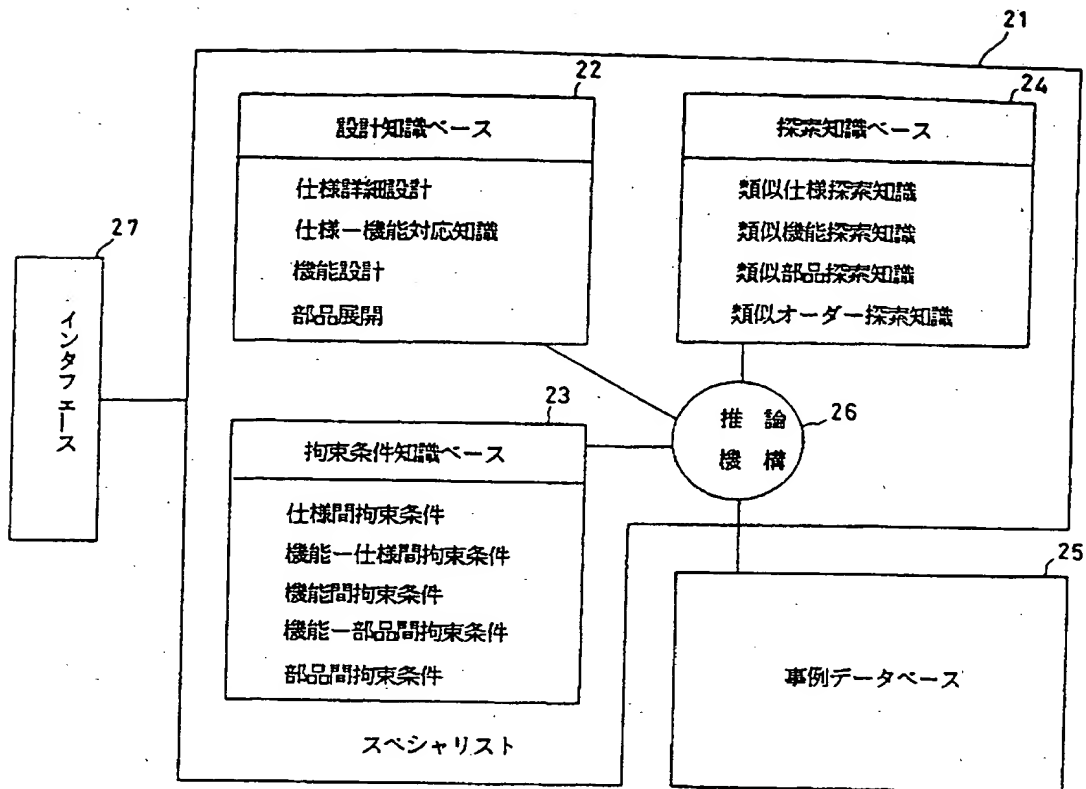 21
22
設計知識ベース
仕様詳細設計
仕様ー機能対応知識
機能設計
部品展開
24
探索知識ベース
類似仕様探索知識
類似機能探索知識
類似部品探索知識
類似オーダー探索知識
27
インタフェース
23
拘束条件知識ベース
仕様間拘束条件
機能ー仕様間拘束条件
機能間拘束条件
機能ー部品間拘束条件
部品間拘束条件
推論
機構
26
スペシャリスト
25
事例データベース